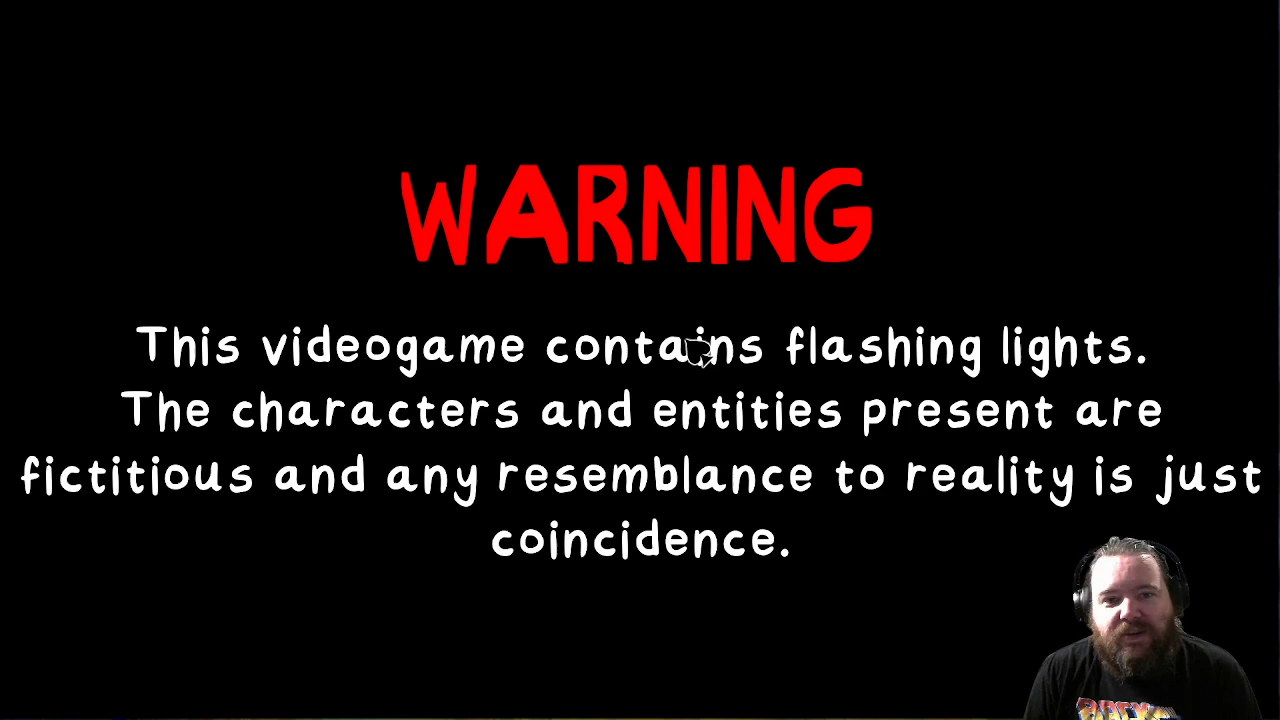 WARNING
This videogame contains flashing lights.
The characters and entities present are
fictitious and any resemblance to reality is just
coincidence.